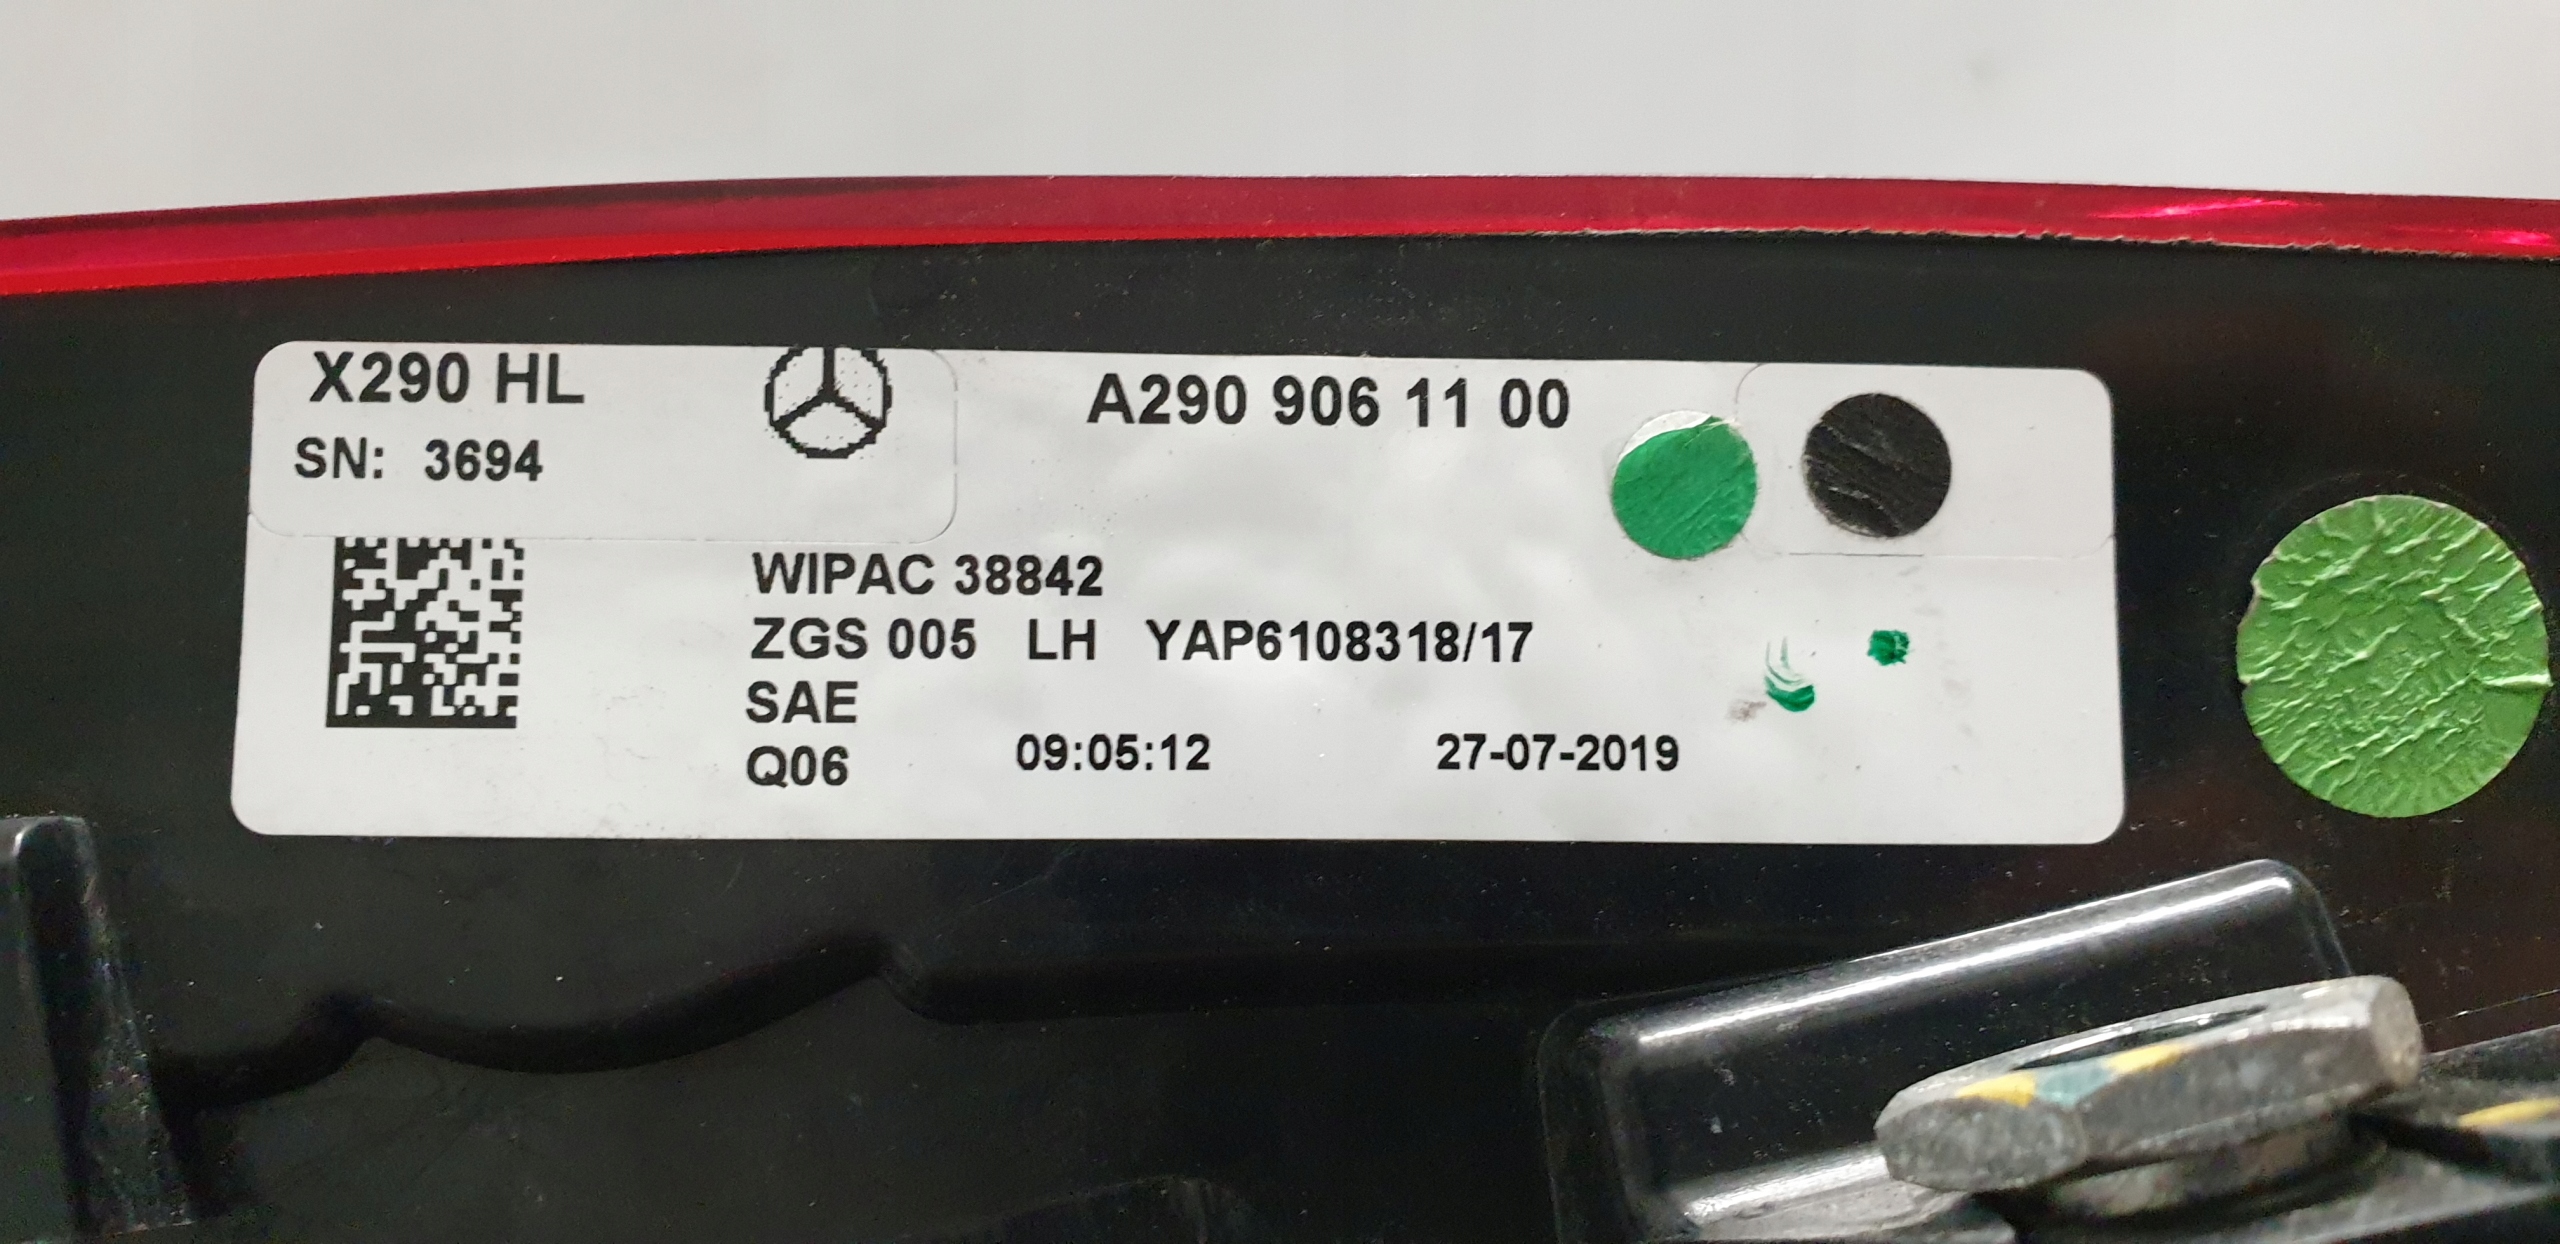 X290 HL
A290 906 11 00
SN: 3694
WIPAC 38842
ZGS 005 LH YAP6108318/17
SAE
Q06 09:05:12 27-07-2019